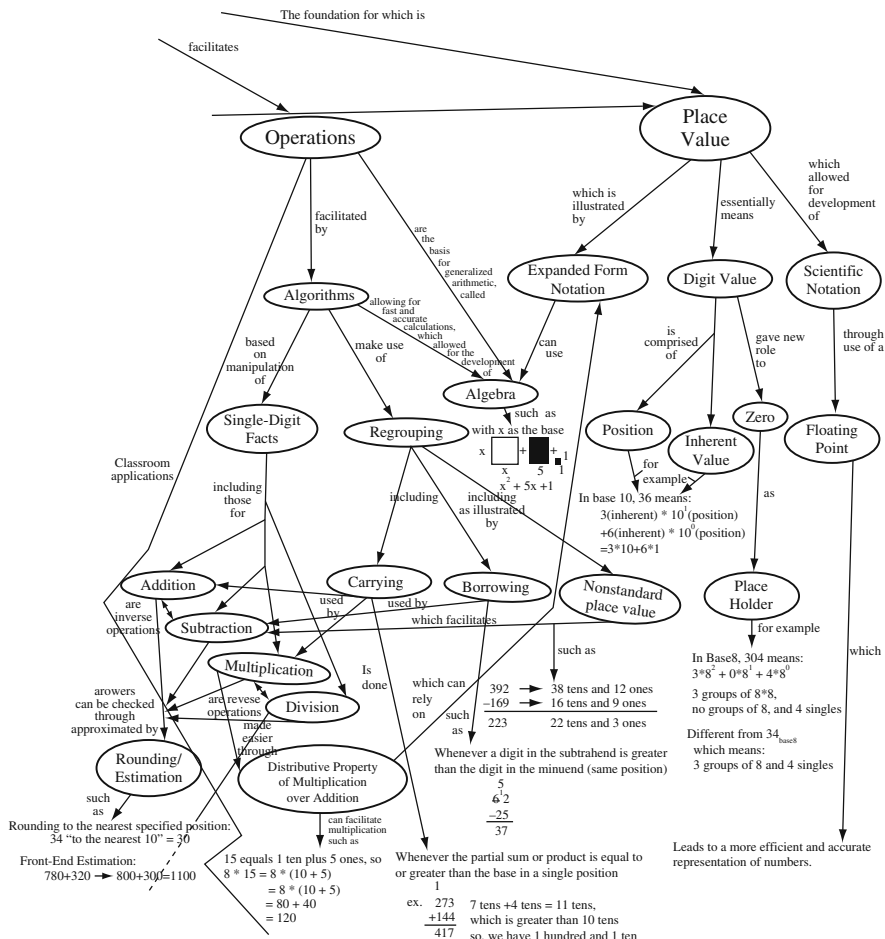 The foundation for which is
facilitates
Operations
Place
Value
which
allowed
for
development
of
which is
illustrated
by
essentially
means
facilitated
by
are
the
basis
for
generalized
arithmetic,
called
Expanded Form
Notation
Digit Value
Scientific
Notation
Algorithms
allowing for
fast and
accurate
calculations,
which
allowed
for the
development
of
based
on
manipulation
of
make use
of
can
use
is
comprised
of
gave new
role
to
through
use of a
Algebra
such as
with x as the base
x
+
+
1
x
5
1
x² + 5x +1
Single-Digit
Facts
Regrouping
Position
Inherent
Value
Zero
Floating
Point
for
example
In base 10, 36 means:
3(inherent) * 10¹(position)
+6(inherent) * 10⁰(position)
=3*10+6*1
as
Classroom
applications
including
those
for
including
including
as illustrated
by
Addition
Carrying
Borrowing
Nonstandard
place value
Place
Holder
are
inverse
operations
Subtraction
used
by
used by
which facilitates
for example
In Base8, 304 means:
3*8² + 0*8¹ + 4*8⁰
3 groups of 8*8,
no groups of 8, and 4 singles
Different from 34base8
which means:
3 groups of 8 and 4 singles
which
Multiplication
such as
Is
done
which can
rely
on
such
as
392 → 38 tens and 12 ones
–169 → 16 tens and 9 ones
223 22 tens and 3 ones
arowers
can be checked
through
approximated by
are revese
operations
Division
made
easier
through
Rounding/
Estimation
Distributive Property
of Multiplication
over Addition
Whenever a digit in the subtrahend is greater
than the digit in the minuend (same position)
5
6¹2
–25
37
such
as
Rounding to the nearest specified position:
34 “to the nearest 10” = 30
Front-End Estimation:
780+320 → 800+300=1100
can facilitate
multiplication
such as
15 equals 1 ten plus 5 ones, so
8 * 15 = 8 * (10 + 5)
= 8 * (10 + 5)
= 80 + 40
= 120
Whenever the partial sum or product is equal to
or greater than the base in a single position
1
ex. 273 7 tens +4 tens = 11 tens,
+144 which is greater than 10 tens
417 so, we have 1 hundred and 1 ten
Leads to a more efficient and accurate
representation of numbers.